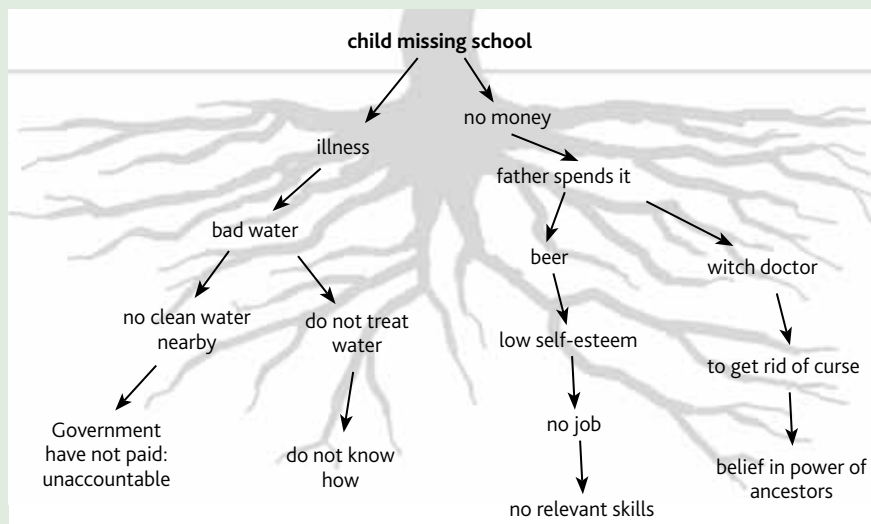 child missing school
no money
illness
father spends it
bad water
beer
witch doctor
no clean water
nearby
do not treat
water
low self-esteem
to get rid of curse
Government
have not paid:
unaccountable
do not know
how
no job
belief in power of
ancestors
no relevant skills